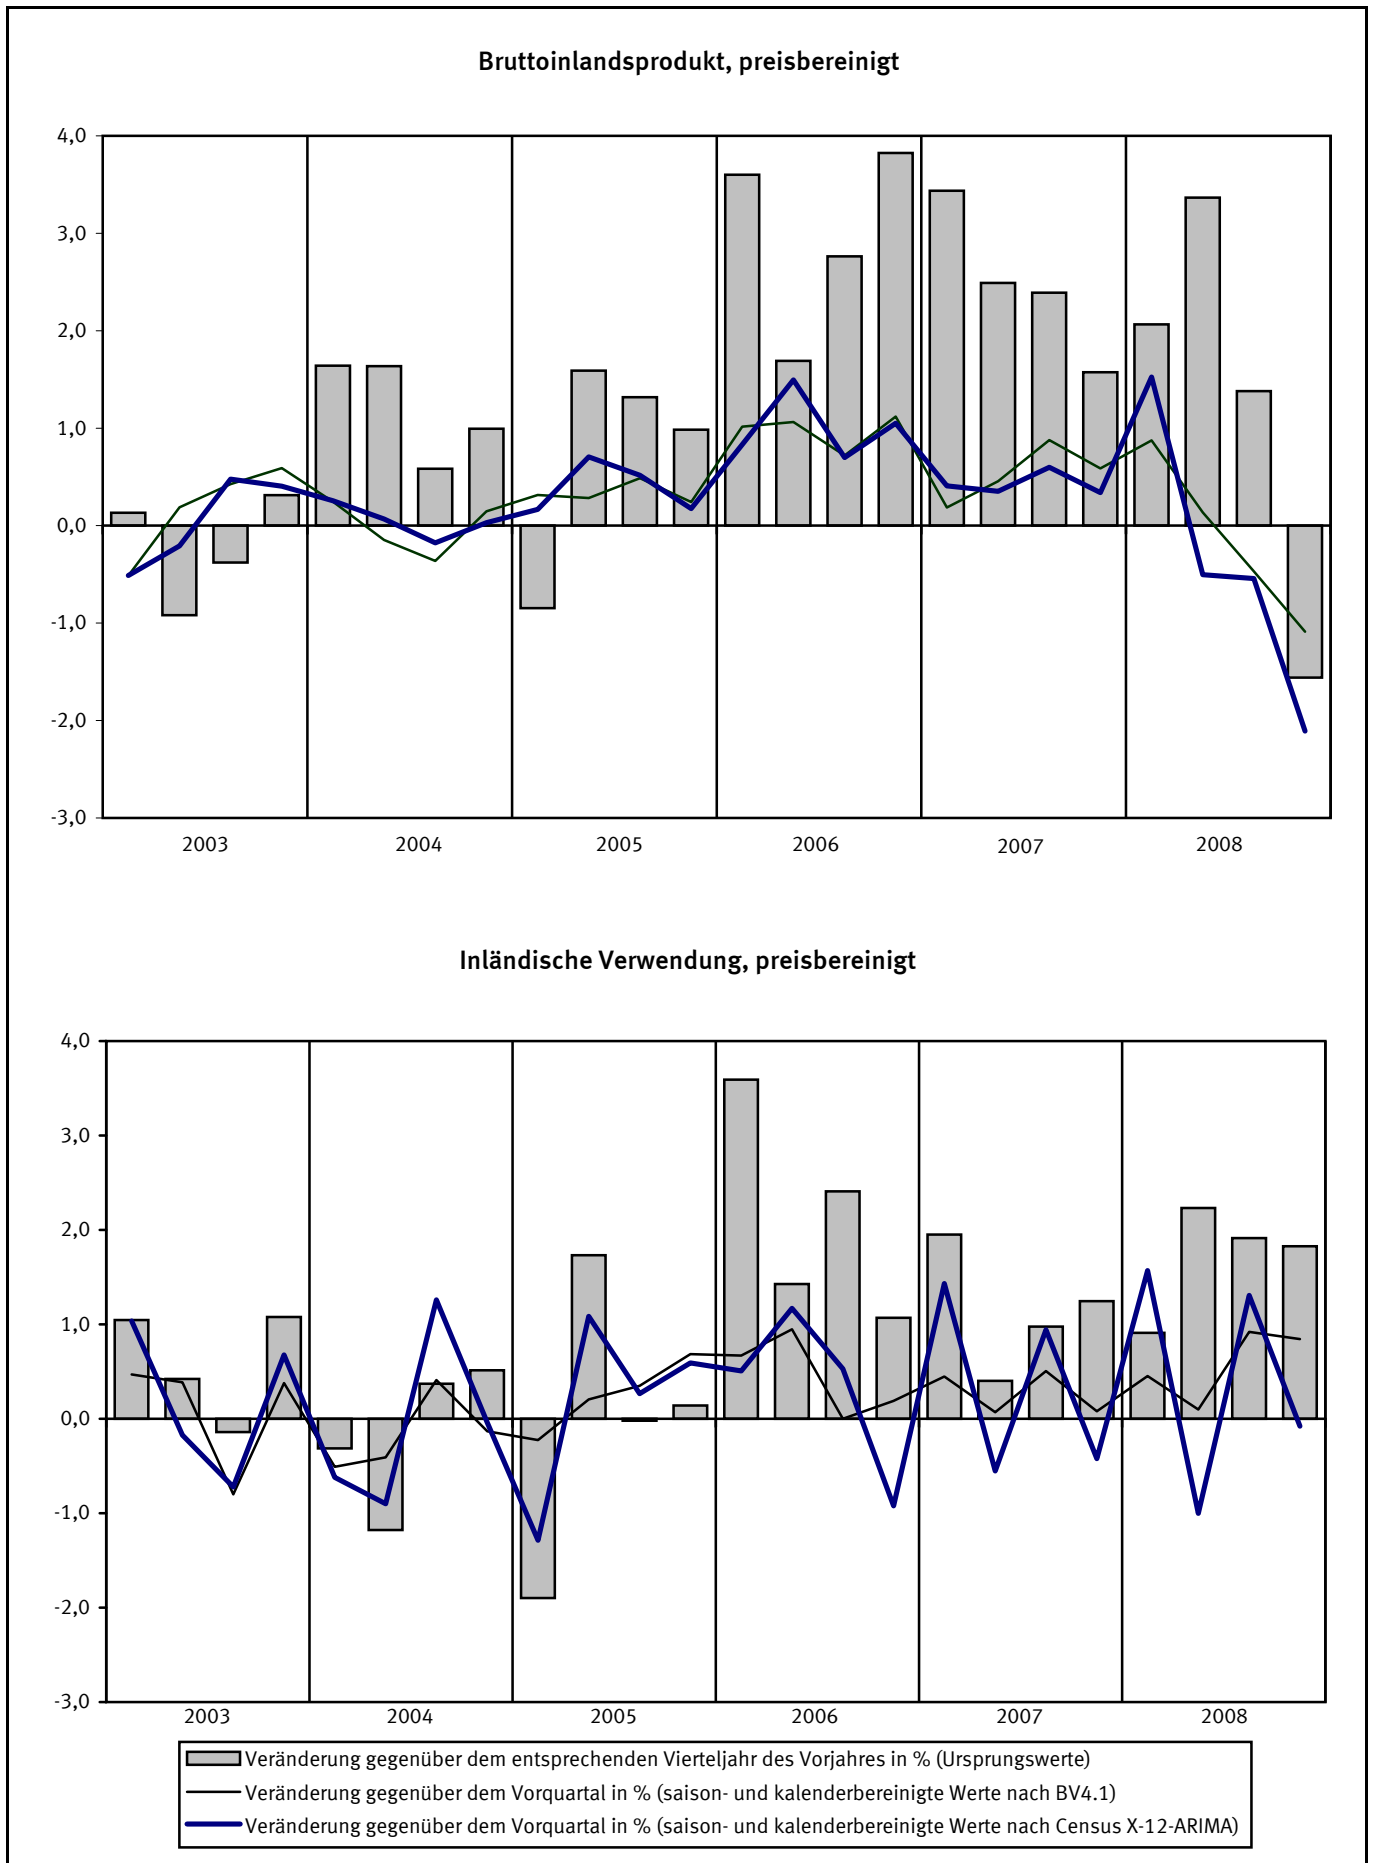 Bruttoinlandsprodukt, preisbereinigt
4,0
3,0
2,0
1,0
0,0
-1,0
-2,0
-3,0
2003 2004 2005 2006 2007 2008
Inländische Verwendung, preisbereinigt
4,0
3,0
2,0
1,0
0,0
-1,0
-2,0
-3,0
2003 2004 2005 2006 2007 2008
Veränderung gegenüber dem entsprechenden Vierteljahr des Vorjahres in % (Ursprungswerte)
Veränderung gegenüber dem Vorquartal in % (saison- und kalenderbereinigte Werte nach BV4.1)
Veränderung gegenüber dem Vorquartal in % (saison- und kalenderbereinigte Werte nach Census X-12-ARIMA)